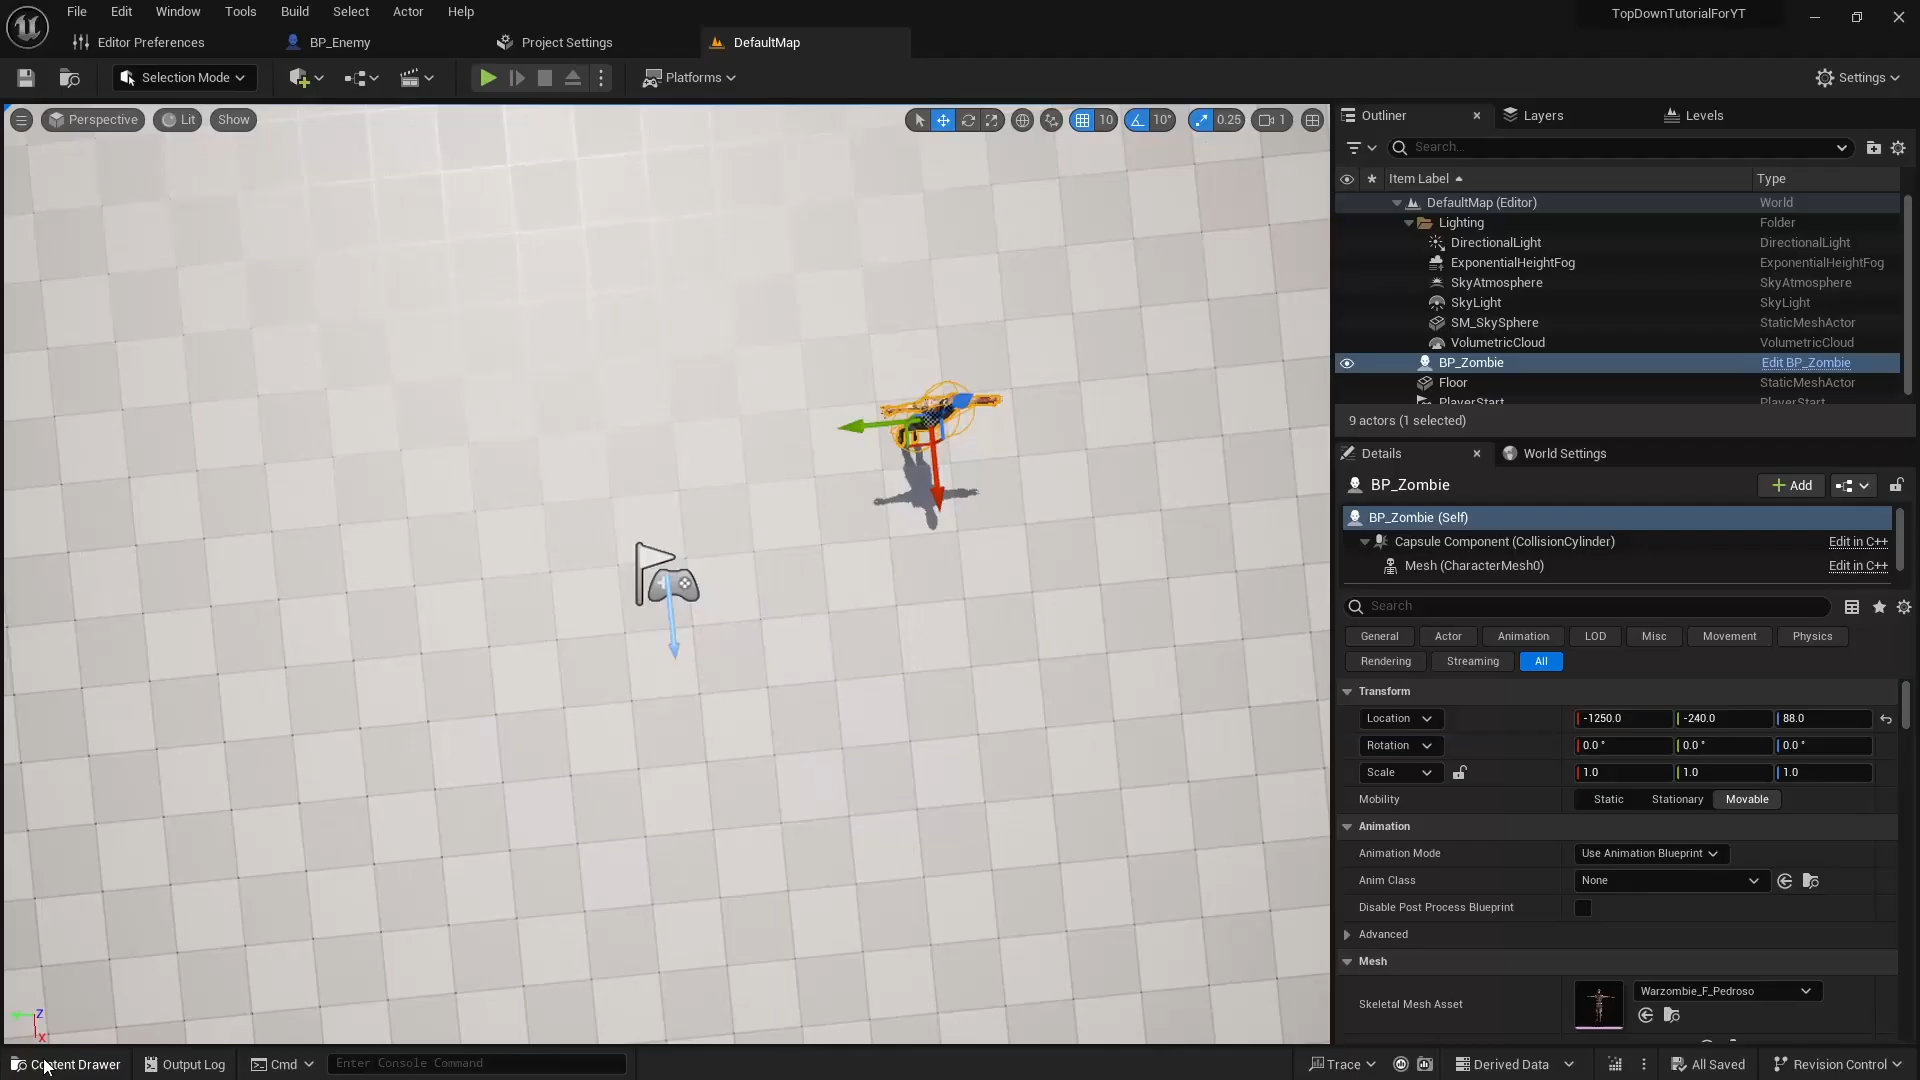 File Edit Window Tools Build Select Actor Help
TopDownTutorialForYT
Editor Preferences
BP_Enemy
Project Settings
DefaultMap
Selection Mode
Platforms
Settings
Perspective
Lit
Show
10
10°
0.25
1
Outliner
Layers
Levels
Search...
Item Label
Type
DefaultMap (Editor) World
Lighting Folder
DirectionalLight DirectionalLight
ExponentialHeightFog ExponentialHeightFog
SkyAtmosphere SkyAtmosphere
SkyLight SkyLight
SM_SkySphere StaticMeshActor
VolumetricCloud VolumetricCloud
BP_Zombie Edit BP_Zombie
Floor StaticMeshActor
PlayerStart PlayerStart
9 actors (1 selected)
Details
World Settings
BP_Zombie
Add
BP_Zombie (Self)
Capsule Component (CollisionCylinder) Edit in C++
Mesh (CharacterMesh0) Edit in C++
Search
General Actor Animation LOD Misc Movement Physics
Rendering Streaming All
Transform
Location -1250.0 -240.0 88.0
Rotation 0.0 ° 0.0 ° 0.0 °
Scale 1.0 1.0 1.0
Mobility Static Stationary Movable
Animation
Animation Mode Use Animation Blueprint
Anim Class None
Disable Post Process Blueprint
Advanced
Mesh
Skeletal Mesh Asset Warzombie_F_Pedroso
Z
X
Content Drawer
Output Log
Cmd
Enter Console Command
Trace
Derived Data
All Saved
Revision Control